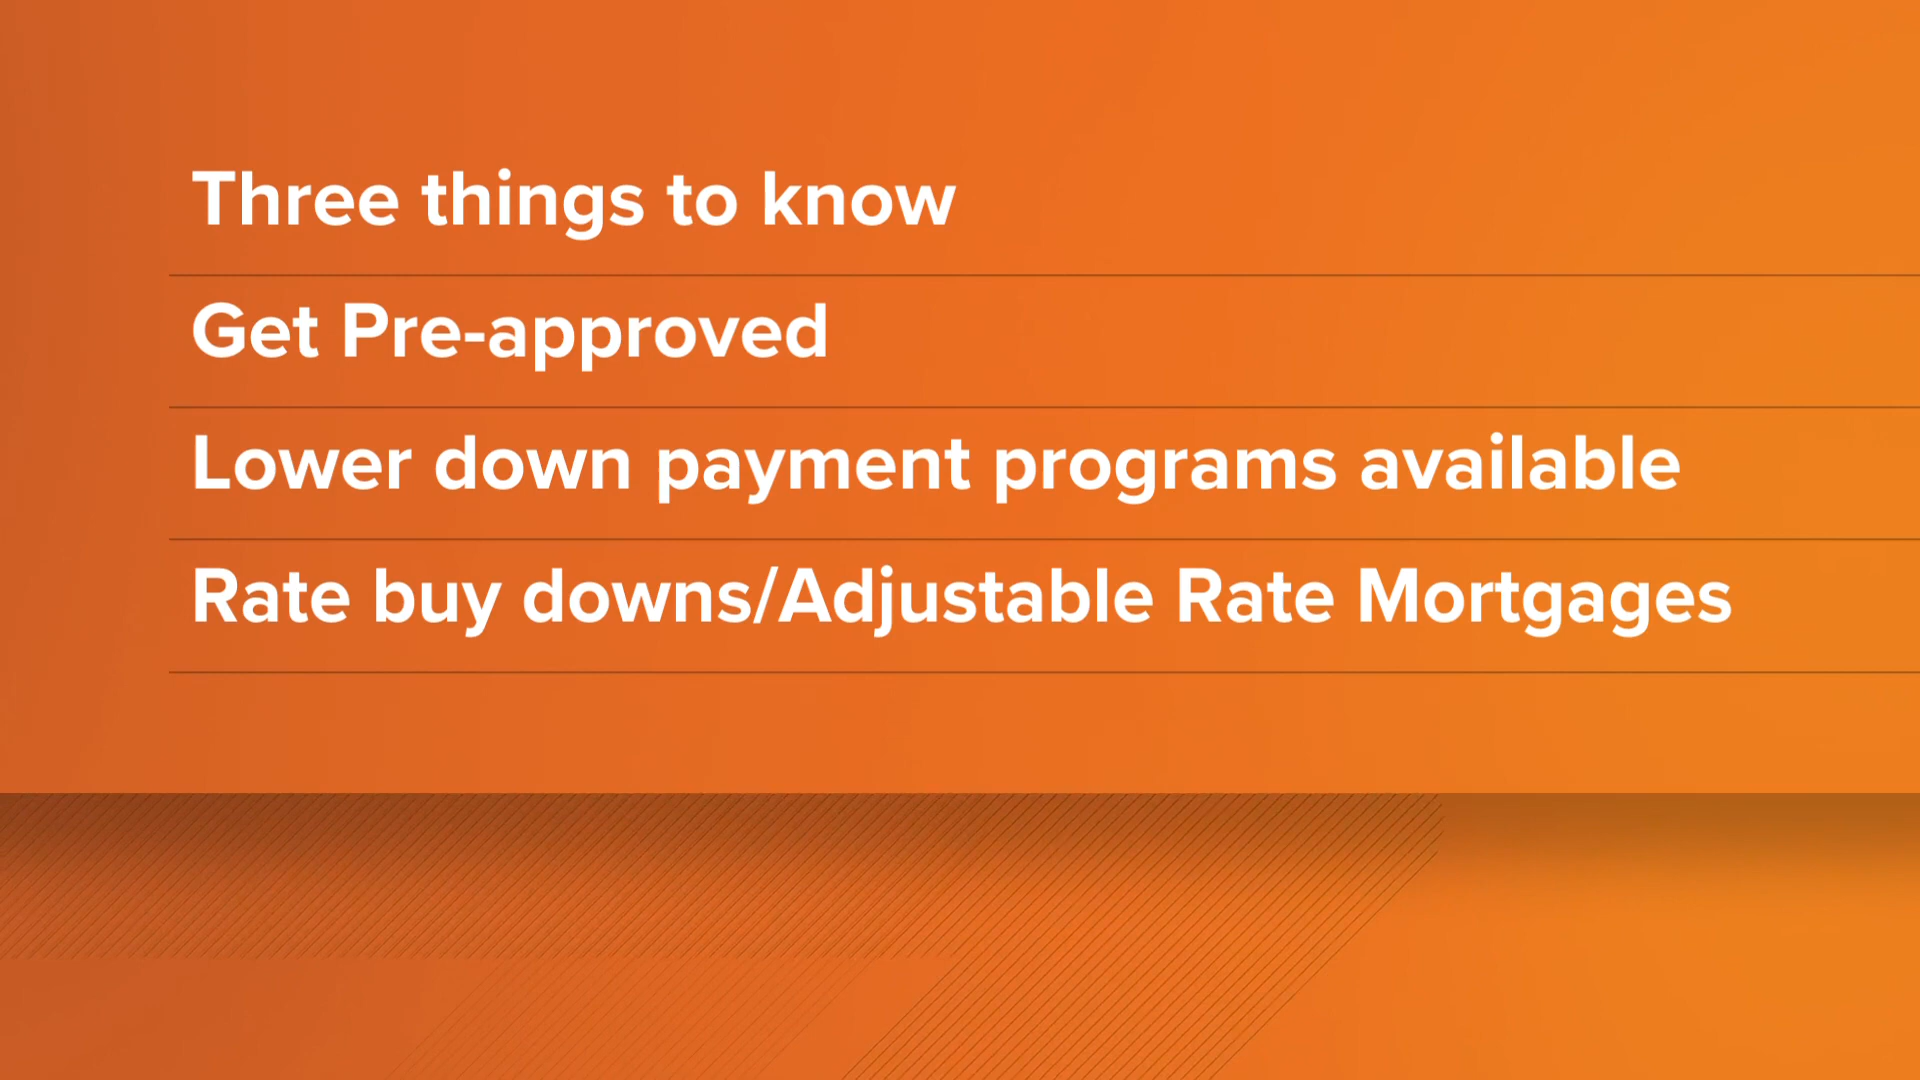 Three things to know
Get Pre-approved
Lower down payment programs available
Rate buy downs/Adjustable Rate Mortgages